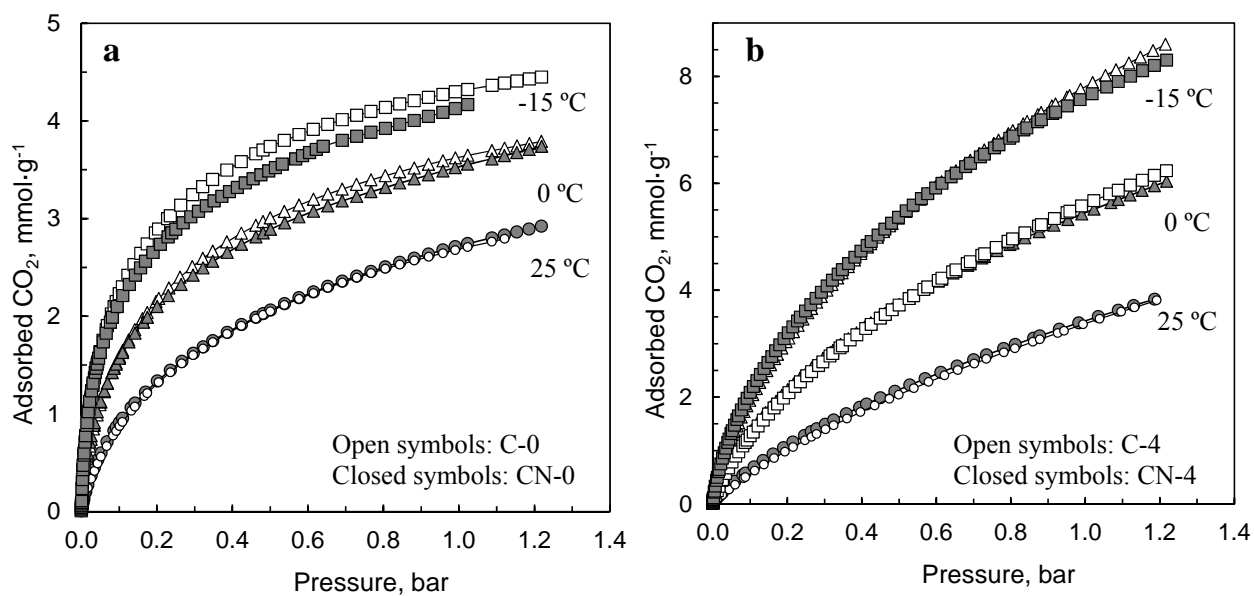 a
Adsorbed CO₂, mmol·g⁻¹
5
4
3
2
1
0
-15 ºC
0 ºC
25 ºC
Open symbols: C-0
Closed symbols: CN-0
0.0 0.2 0.4 0.6 0.8 1.0 1.2 1.4
Pressure, bar
b
Adsorbed CO₂, mmol·g⁻¹
8
6
4
2
0
-15 ºC
0 ºC
25 ºC
Open symbols: C-4
Closed symbols: CN-4
0.0 0.2 0.4 0.6 0.8 1.0 1.2 1.4
Pressure, bar